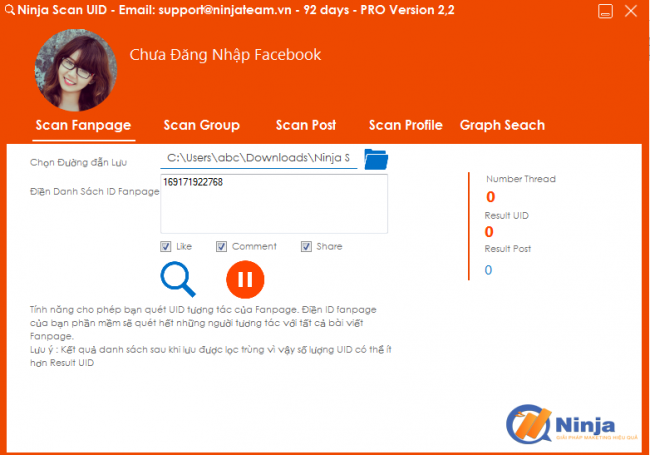 Ninja Scan UID - Email: support@ninjateam.vn - 92 days - PRO Version 2,2
Chưa Đăng Nhập Facebook
Scan Fanpage Scan Group Scan Post Scan Profile Graph Seach
Chọn Đường đẫn Lưu C:\Users\abc\Downloads\Ninja S
Điền Danh Sách ID Fanpage 169171922768
Number Thread
0
Result UID
0
Result Post
0
Like Comment Share
Tính năng cho phép bạn quét UID tương tác của Fanpage. Điền ID fanpage
của bạn phần mềm sẽ quét hết những người tương tác với tất cả bài viết
Fanpage.
Lưu ý : Kết quả danh sách sau khi lưu được lọc trùng vì vậy số lượng UID có thể ít
hơn Result UID
Ninja
GIẢI PHÁP MARKETING HIỆU QUẢ